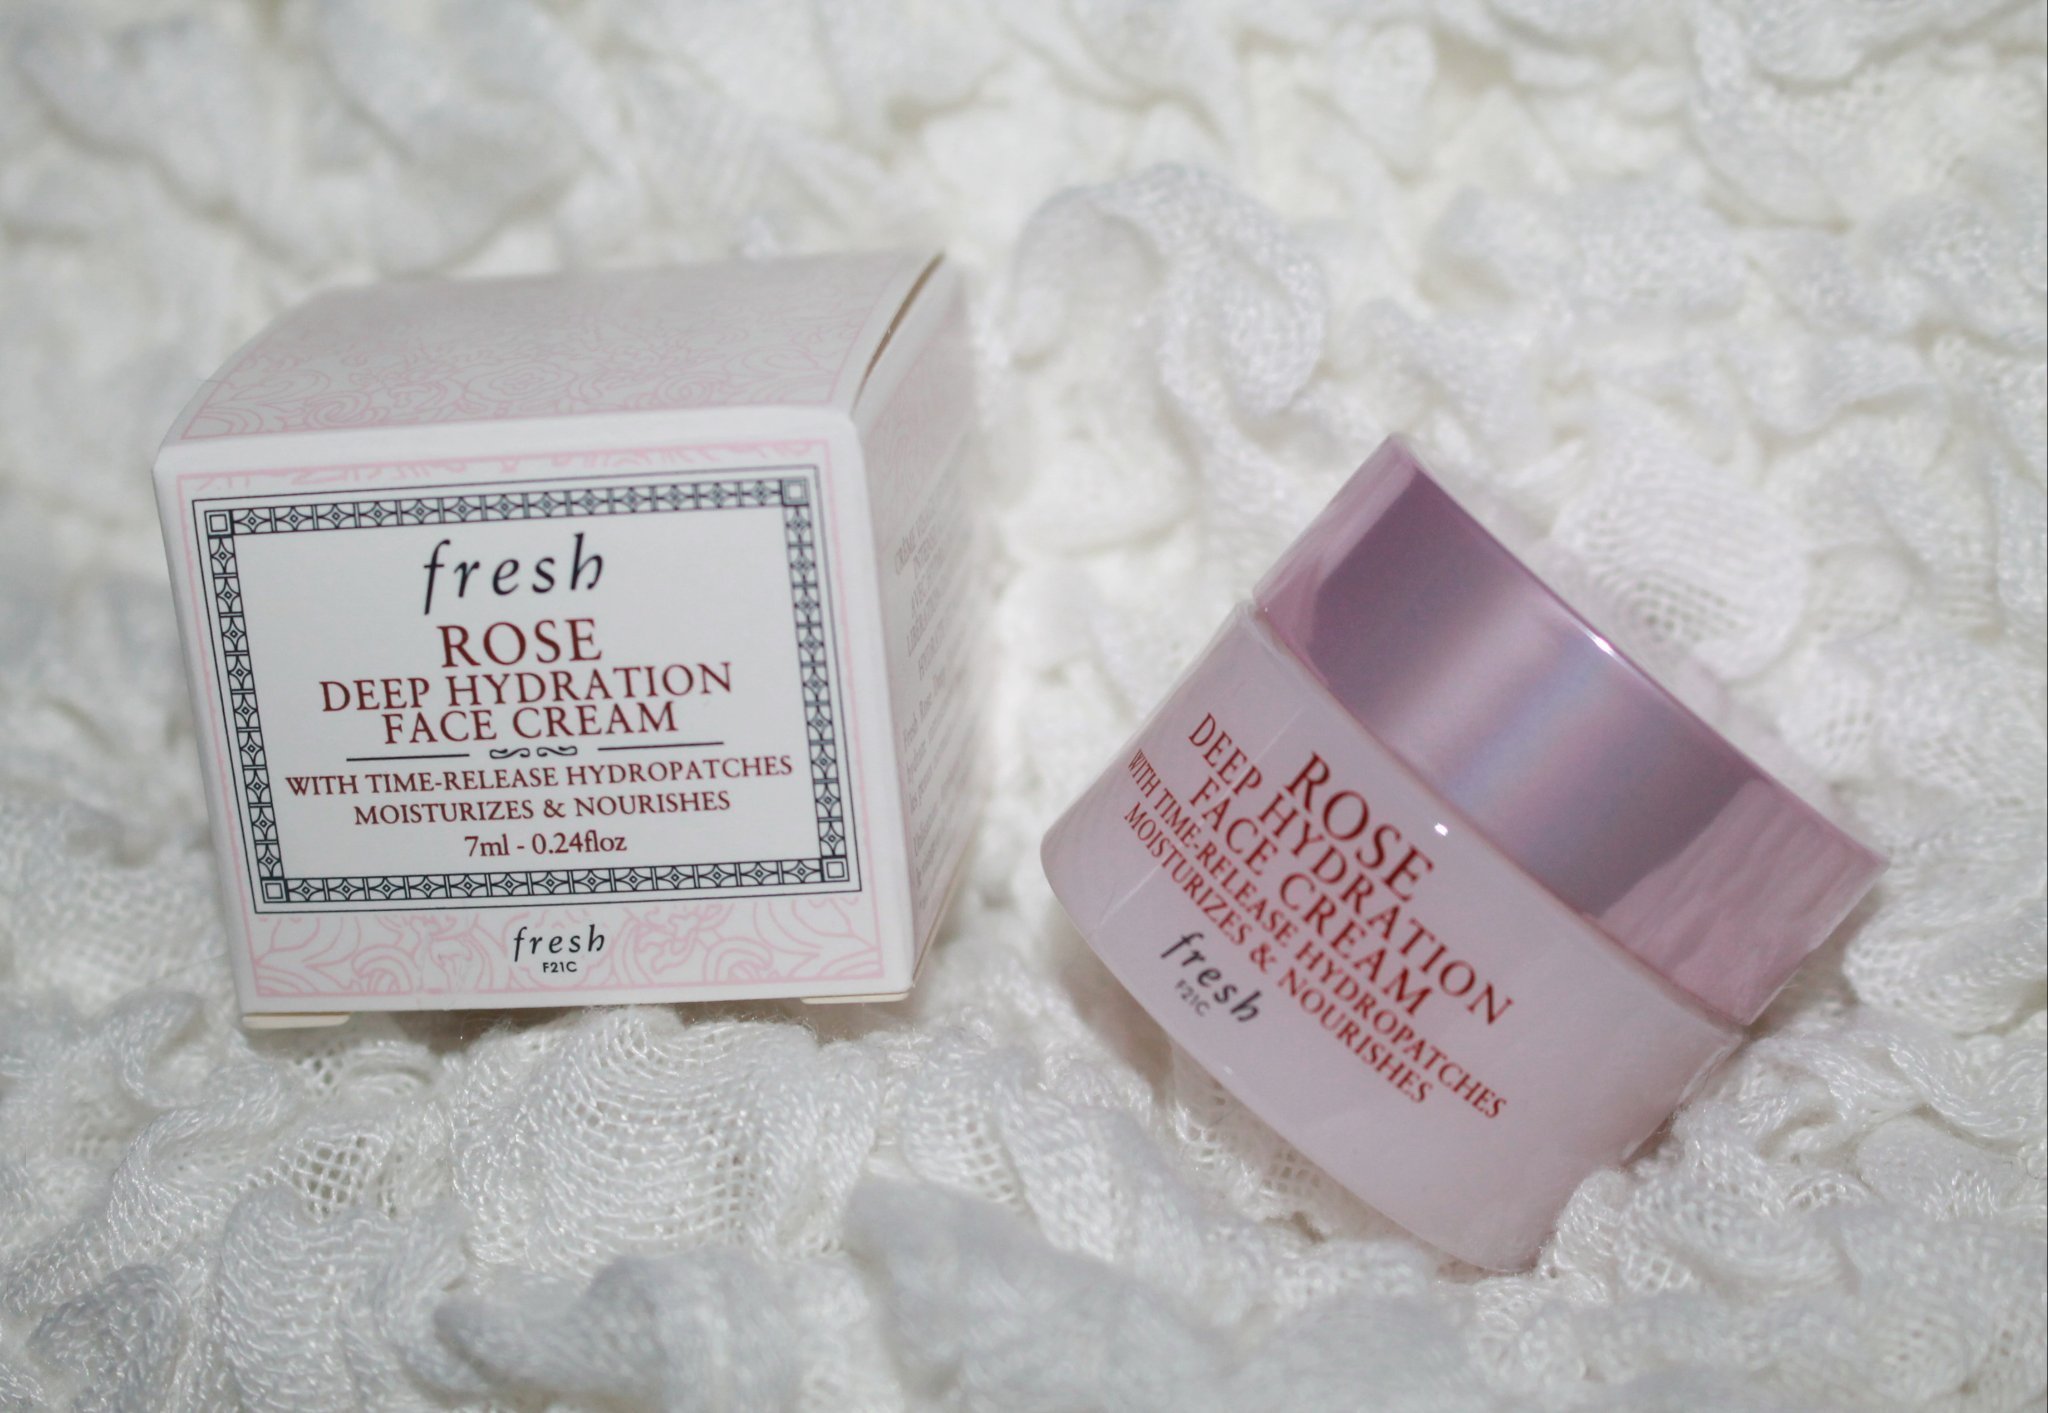 fresh
ROSE
DEEP HYDRATION
FACE CREAM
WITH TIME-RELEASE HYDROPATCHES
MOISTURIZES & NOURISHES
7ml - 0.24floz
fresh
F21C
ROSE
DEEP HYDRATION
FACE CREAM
WITH TIME-RELEASE HYDROPATCHES
MOISTURIZES & NOURISHES
fresh
F21C